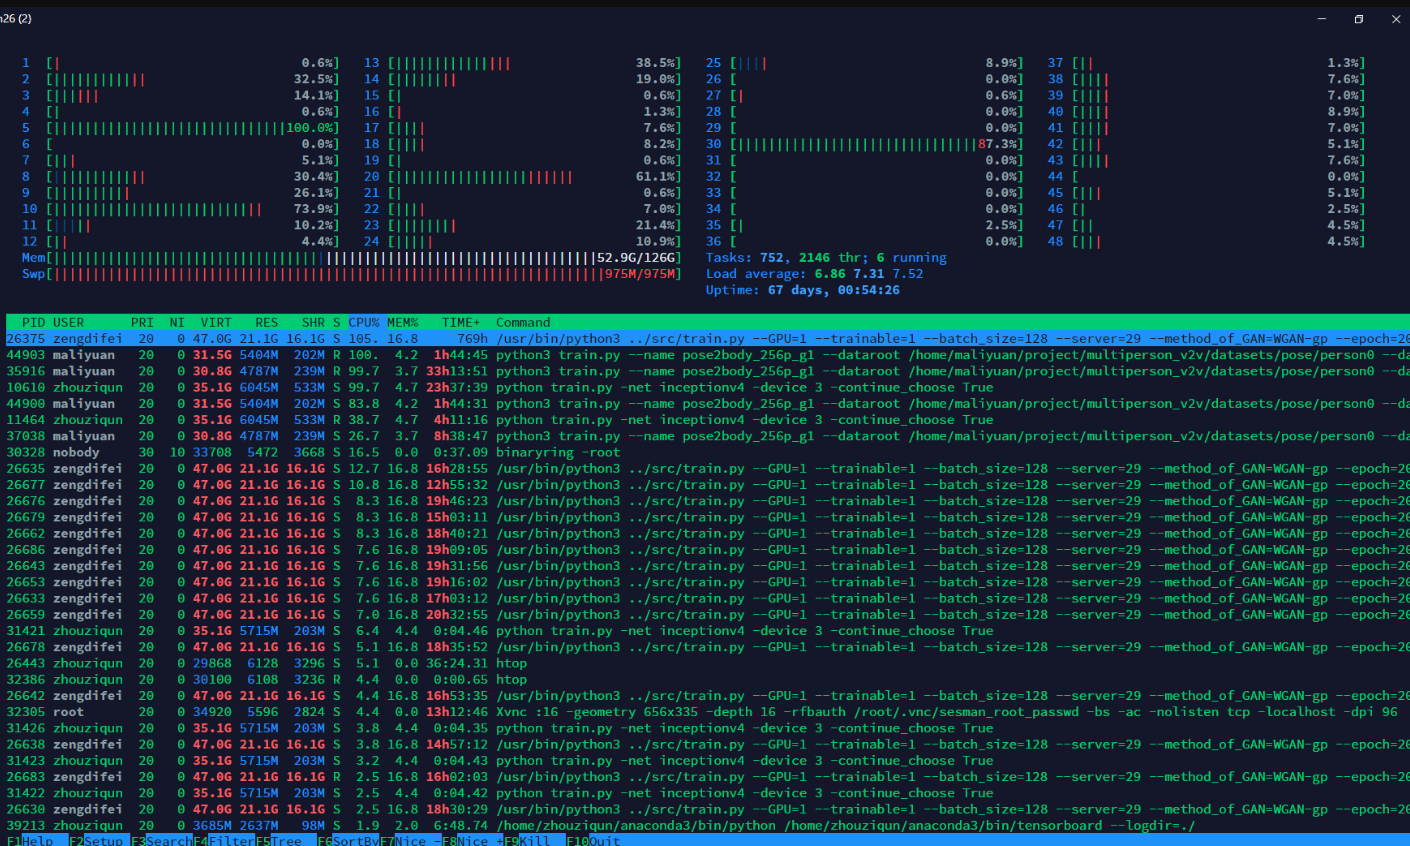 n26 (2)
1 [| 0.6%] 13 [||||||||||||||| 38.5%] 25 [|||| 8.9%] 37 [|| 1.3%]
2 [|||||||||||| 32.5%] 14 [|||||||| 19.0%] 26 [ 0.0%] 38 [|||| 7.6%]
3 [|||||| 14.1%] 15 [| 0.6%] 27 [| 0.6%] 39 [|||| 7.0%]
4 [| 0.6%] 16 [| 1.3%] 28 [ 0.0%] 40 [|||| 8.9%]
5 [||||||||||||||||||||||||||||||100.0%] 17 [|||| 7.6%] 29 [ 0.0%] 41 [|||| 7.0%]
6 [ 0.0%] 18 [|||| 8.2%] 30 [|||||||||||||||||||||||||||||||87.3%] 42 [||| 5.1%]
7 [||| 5.1%] 19 [| 0.6%] 31 [ 0.0%] 43 [|||| 7.6%]
8 [|||||||||||| 30.4%] 20 [||||||||||||||||||||||| 61.1%] 32 [ 0.0%] 44 [ 0.0%]
9 [|||||||||| 26.1%] 21 [| 0.6%] 33 [ 0.0%] 45 [||| 5.1%]
10 [||||||||||||||||||||||||||| 73.9%] 22 [|||| 7.0%] 34 [ 0.0%] 46 [| 2.5%]
11 [||||| 10.2%] 23 [|||||||| 21.4%] 35 [| 2.5%] 47 [|| 4.5%]
12 [|| 4.4%] 24 [||||| 10.9%] 36 [ 0.0%] 48 [||| 4.5%]
Mem[||||||||||||||||||||||||||||||||||||||||||||||||||||||||||||||||||||52.9G/126G] Tasks: 752, 2146 thr; 6 running
Swp[|||||||||||||||||||||||||||||||||||||||||||||||||||||||||||||||||||||975M/975M] Load average: 6.86 7.31 7.52
Uptime: 67 days, 00:54:26
PID USER PRI NI VIRT RES SHR S CPU% MEM% TIME+ Command
26375 zengdifei 20 0 47.0G 21.1G 16.1G S 105. 16.8 769h /usr/bin/python3 ../src/train.py --GPU=1 --trainable=1 --batch_size=128 --server=29 --method_of_GAN=WGAN-gp --epoch=20
44903 maliyuan 20 0 31.5G 5404M 202M R 100. 4.2 1h44:45 python3 train.py --name pose2body_256p_g1 --dataroot /home/maliyuan/project/multiperson_v2v/datasets/pose/person0 --da
35916 maliyuan 20 0 30.8G 4787M 239M R 99.7 3.7 33h13:51 python3 train.py --name pose2body_256p_g1 --dataroot /home/maliyuan/project/multiperson_v2v/datasets/pose/person0 --da
10610 zhouziqun 20 0 35.1G 6045M 533M S 99.7 4.7 23h37:39 python train.py -net inceptionv4 -device 3 -continue_choose True
44900 maliyuan 20 0 31.5G 5404M 202M S 83.8 4.2 1h44:31 python3 train.py --name pose2body_256p_g1 --dataroot /home/maliyuan/project/multiperson_v2v/datasets/pose/person0 --da
11464 zhouziqun 20 0 35.1G 6045M 533M R 38.7 4.7 4h11:16 python train.py -net inceptionv4 -device 3 -continue_choose True
37038 maliyuan 20 0 30.8G 4787M 239M S 26.7 3.7 8h38:47 python3 train.py --name pose2body_256p_g1 --dataroot /home/maliyuan/project/multiperson_v2v/datasets/pose/person0 --da
30328 nobody 30 10 33708 5472 3668 S 16.5 0.0 0:37.09 binaryring -root
26635 zengdifei 20 0 47.0G 21.1G 16.1G S 12.7 16.8 16h28:55 /usr/bin/python3 ../src/train.py --GPU=1 --trainable=1 --batch_size=128 --server=29 --method_of_GAN=WGAN-gp --epoch=20
26677 zengdifei 20 0 47.0G 21.1G 16.1G S 10.8 16.8 12h55:32 /usr/bin/python3 ../src/train.py --GPU=1 --trainable=1 --batch_size=128 --server=29 --method_of_GAN=WGAN-gp --epoch=20
26676 zengdifei 20 0 47.0G 21.1G 16.1G S 8.3 16.8 19h46:23 /usr/bin/python3 ../src/train.py --GPU=1 --trainable=1 --batch_size=128 --server=29 --method_of_GAN=WGAN-gp --epoch=20
26679 zengdifei 20 0 47.0G 21.1G 16.1G S 8.3 16.8 15h03:11 /usr/bin/python3 ../src/train.py --GPU=1 --trainable=1 --batch_size=128 --server=29 --method_of_GAN=WGAN-gp --epoch=20
26662 zengdifei 20 0 47.0G 21.1G 16.1G S 8.3 16.8 18h40:21 /usr/bin/python3 ../src/train.py --GPU=1 --trainable=1 --batch_size=128 --server=29 --method_of_GAN=WGAN-gp --epoch=20
26686 zengdifei 20 0 47.0G 21.1G 16.1G S 7.6 16.8 19h09:05 /usr/bin/python3 ../src/train.py --GPU=1 --trainable=1 --batch_size=128 --server=29 --method_of_GAN=WGAN-gp --epoch=20
26643 zengdifei 20 0 47.0G 21.1G 16.1G S 7.6 16.8 19h31:56 /usr/bin/python3 ../src/train.py --GPU=1 --trainable=1 --batch_size=128 --server=29 --method_of_GAN=WGAN-gp --epoch=20
26653 zengdifei 20 0 47.0G 21.1G 16.1G S 7.6 16.8 19h16:02 /usr/bin/python3 ../src/train.py --GPU=1 --trainable=1 --batch_size=128 --server=29 --method_of_GAN=WGAN-gp --epoch=20
26633 zengdifei 20 0 47.0G 21.1G 16.1G S 7.6 16.8 17h03:12 /usr/bin/python3 ../src/train.py --GPU=1 --trainable=1 --batch_size=128 --server=29 --method_of_GAN=WGAN-gp --epoch=20
26659 zengdifei 20 0 47.0G 21.1G 16.1G S 7.0 16.8 20h32:55 /usr/bin/python3 ../src/train.py --GPU=1 --trainable=1 --batch_size=128 --server=29 --method_of_GAN=WGAN-gp --epoch=20
31421 zhouziqun 20 0 35.1G 5715M 203M S 6.4 4.4 0:04.46 python train.py -net inceptionv4 -device 3 -continue_choose True
26678 zengdifei 20 0 47.0G 21.1G 16.1G S 5.1 16.8 18h35:52 /usr/bin/python3 ../src/train.py --GPU=1 --trainable=1 --batch_size=128 --server=29 --method_of_GAN=WGAN-gp --epoch=20
26443 zhouziqun 20 0 29868 6128 3296 S 5.1 0.0 36:24.31 htop
32386 zhouziqun 20 0 30100 6108 3236 R 4.4 0.0 0:00.65 htop
26642 zengdifei 20 0 47.0G 21.1G 16.1G S 4.4 16.8 16h53:35 /usr/bin/python3 ../src/train.py --GPU=1 --trainable=1 --batch_size=128 --server=29 --method_of_GAN=WGAN-gp --epoch=20
32305 root 20 0 34920 5596 2824 S 4.4 0.0 13h12:46 Xvnc :16 -geometry 656x335 -depth 16 -rfbauth /root/.vnc/sesman_root_passwd -bs -ac -nolisten tcp -localhost -dpi 96
31426 zhouziqun 20 0 35.1G 5715M 203M S 3.8 4.4 0:04.35 python train.py -net inceptionv4 -device 3 -continue_choose True
26638 zengdifei 20 0 47.0G 21.1G 16.1G S 3.8 16.8 14h57:12 /usr/bin/python3 ../src/train.py --GPU=1 --trainable=1 --batch_size=128 --server=29 --method_of_GAN=WGAN-gp --epoch=20
31423 zhouziqun 20 0 35.1G 5715M 203M S 3.2 4.4 0:04.43 python train.py -net inceptionv4 -device 3 -continue_choose True
26683 zengdifei 20 0 47.0G 21.1G 16.1G R 2.5 16.8 16h02:03 /usr/bin/python3 ../src/train.py --GPU=1 --trainable=1 --batch_size=128 --server=29 --method_of_GAN=WGAN-gp --epoch=20
31422 zhouziqun 20 0 35.1G 5715M 203M S 2.5 4.4 0:04.42 python train.py -net inceptionv4 -device 3 -continue_choose True
26630 zengdifei 20 0 47.0G 21.1G 16.1G S 2.5 16.8 18h30:29 /usr/bin/python3 ../src/train.py --GPU=1 --trainable=1 --batch_size=128 --server=29 --method_of_GAN=WGAN-gp --epoch=20
39213 zhouziqun 20 0 3685M 2637M 98M S 1.9 2.0 6:48.74 /home/zhouziqun/anaconda3/bin/python /home/zhouziqun/anaconda3/bin/tensorboard --logdir=./
F1Help F2Setup F3SearchF4FilterF5Tree F6SortByF7Nice -F8Nice +F9Kill F10Quit